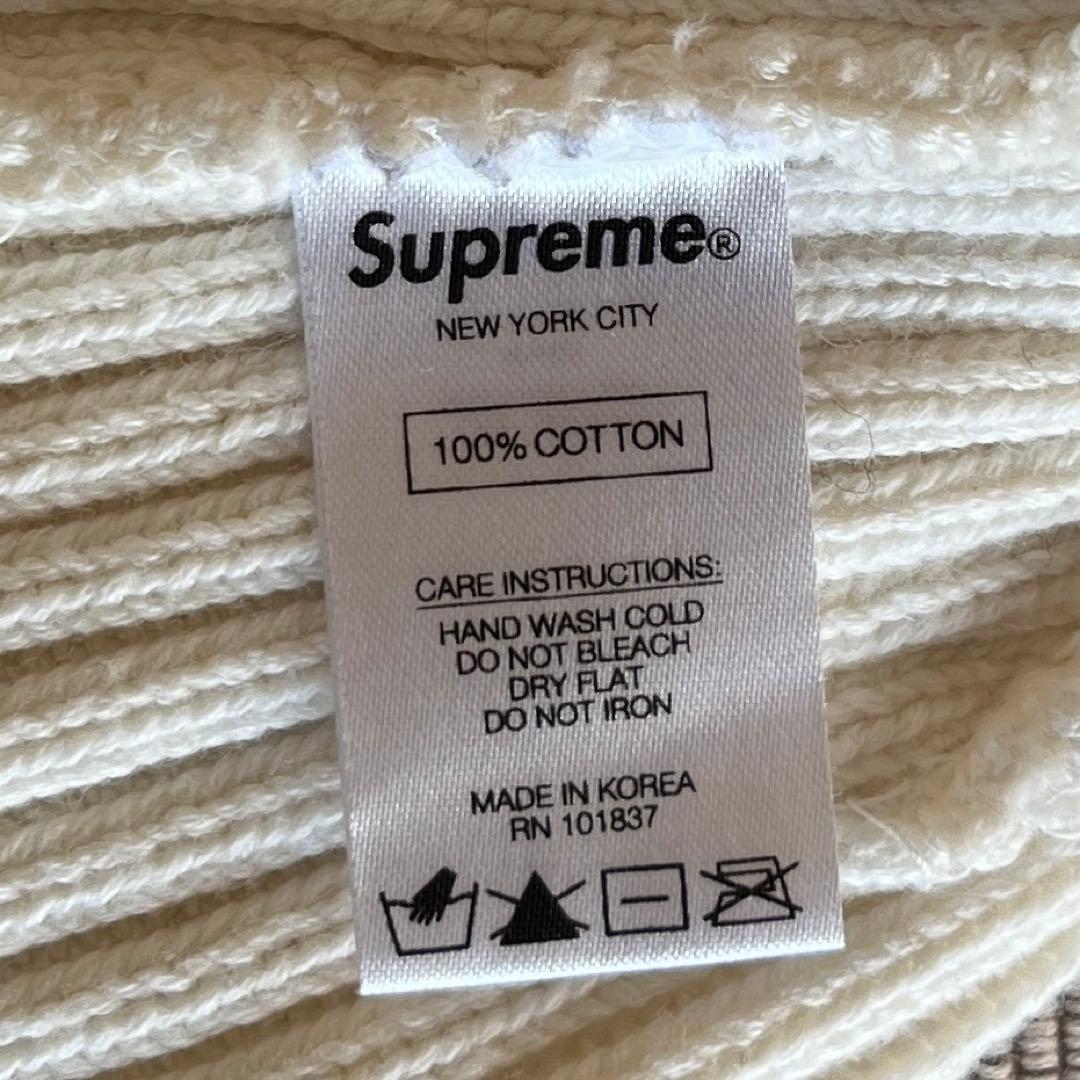 Supreme®
NEW YORK CITY
100% COTTON
CARE INSTRUCTIONS:
HAND WASH COLD
DO NOT BLEACH
DRY FLAT
DO NOT IRON
MADE IN KOREA
RN 101837